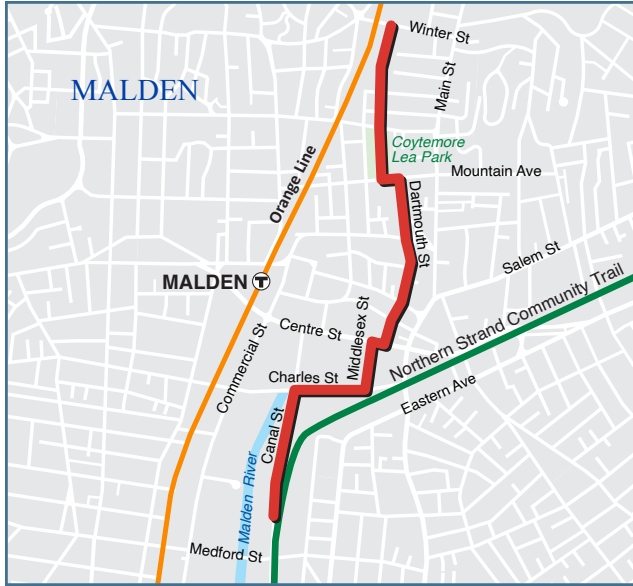 Winter St
MALDEN
Main St
Coytemore
Lea Park
Mountain Ave
Orange Line
Dartmouth St
Salem St
MALDEN T
Northern Strand Community Trail
Middlesex St
Centre St
Commercial St
Charles St
Eastern Ave
Canal St
Malden River
Medford St